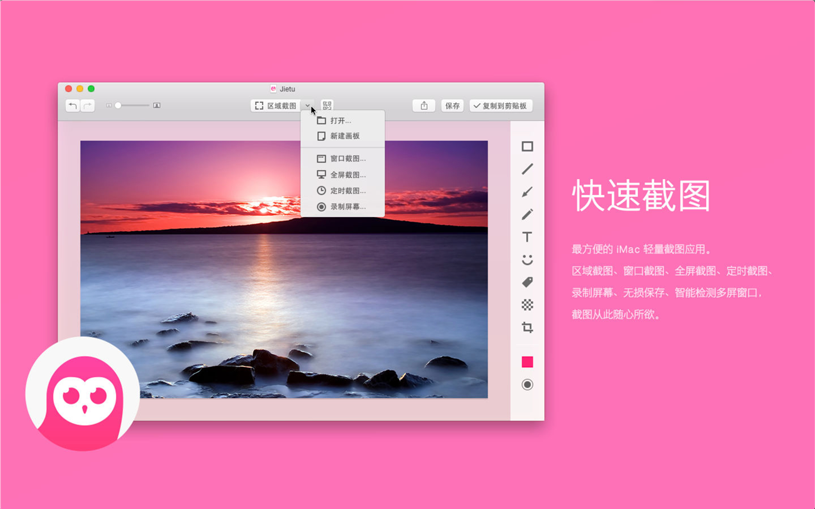 Jietu
区域截图
保存
复制到剪贴板
打开...
新建画板
窗口截图...
全屏截图...
定时截图...
录制屏幕...
T
快速截图
最方便的 iMac 轻量截图应用。
区域截图、窗口截图、全屏截图、定时截图、
录制屏幕、无损保存、智能检测多屏窗口,
截图从此随心所欲。